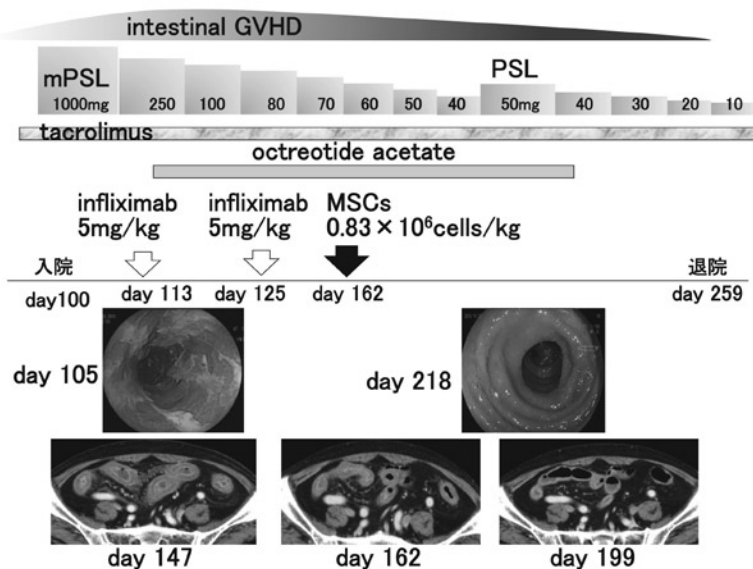 intestinal GVHD
mPSL
PSL
1000mg 250 100 80 70 60 50 40 50mg 40 30 20 10
tacrolimus
octreotide acetate
infliximab infliximab MSCs
5mg/kg 5mg/kg 0.83×10⁶cells/kg
入院 退院
day100 day 113 day 125 day 162 day 259
day 105
day 218
day 147 day 162 day 199